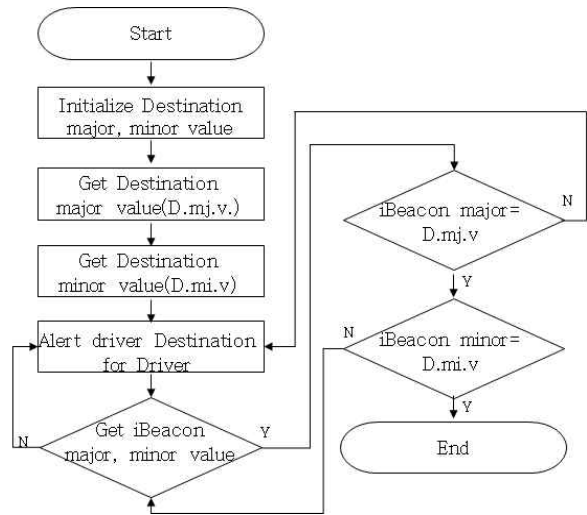 Start
Initialize Destination
major, minor value
Get Destination
major value(D.mj.v.)
Get Destination
minor value(D.mi.v)
Alert driver Destination
for Driver
Get iBeacon
major, minor value
N
Y
iBeacon major=
D.mj.v
N
Y
iBeacon minor=
D.mi.v
N
Y
End